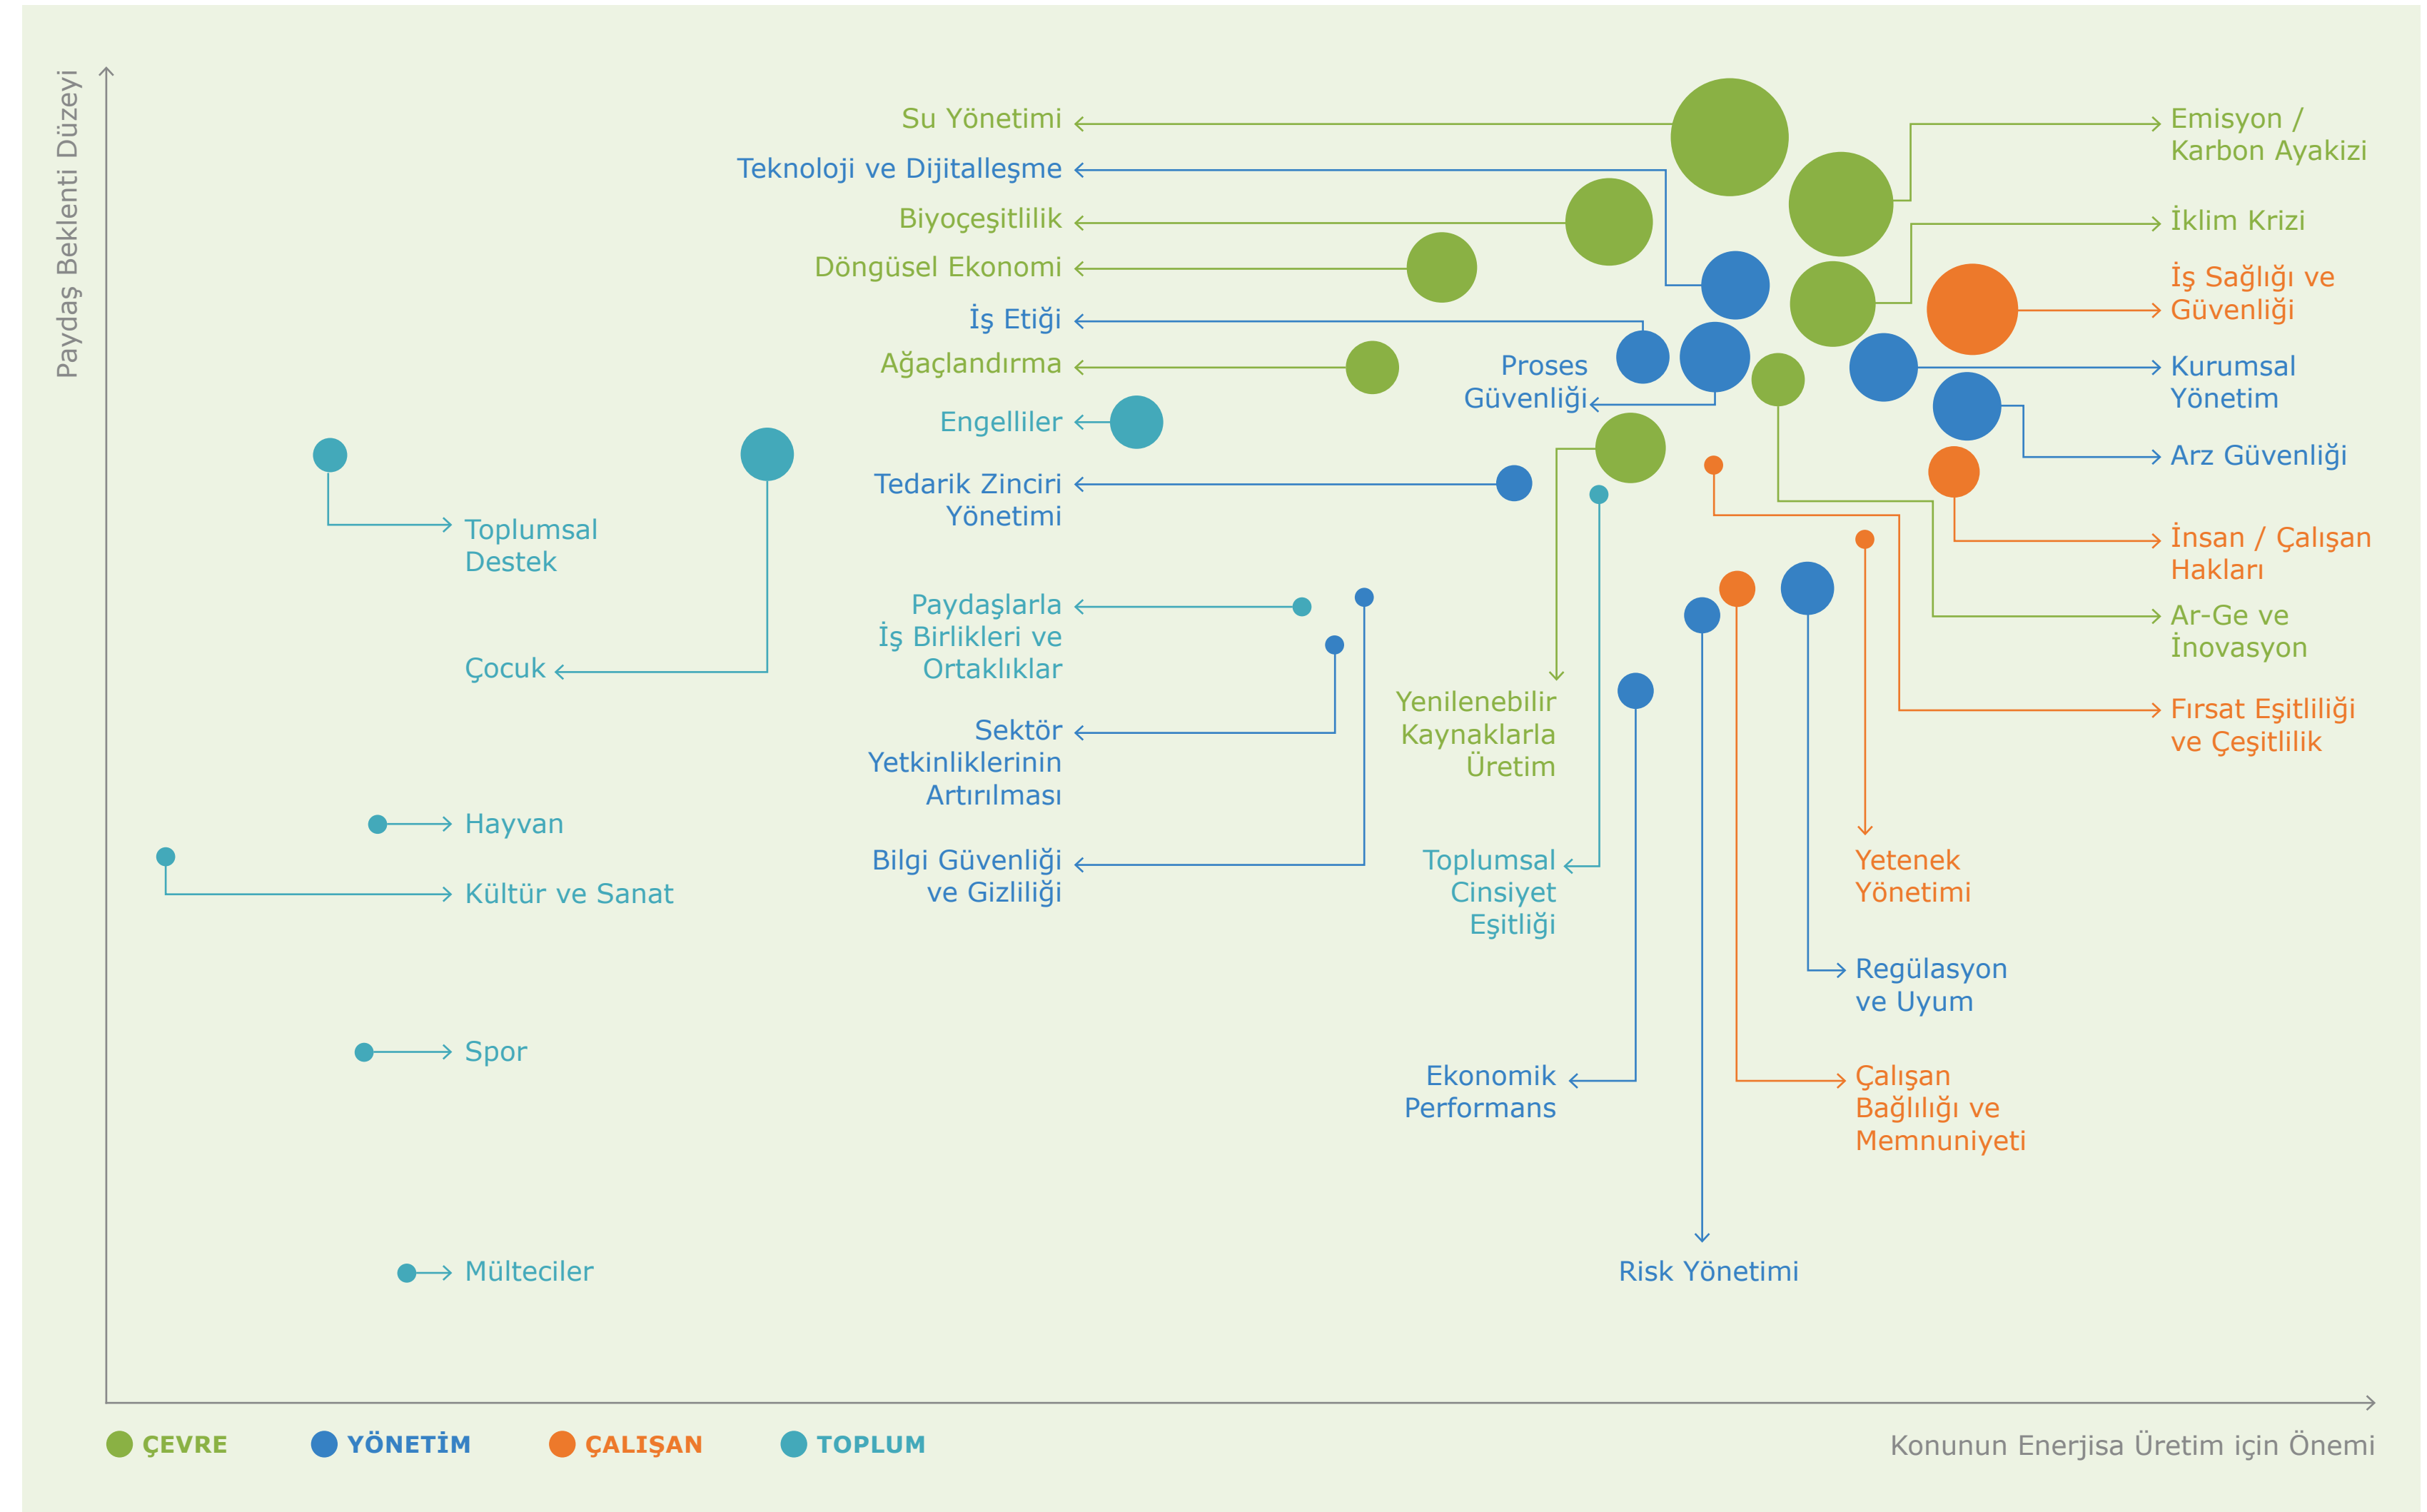 Paydaş Beklenti Düzeyi
Su Yönetimi
Teknoloji ve Dijitalleşme
Biyoçeşitlilik
Döngüsel Ekonomi
İş Etiği
Ağaçlandırma
Engelliler
Tedarik Zinciri
Yönetimi
Paydaşlarla
İş Birlikleri ve
Ortaklıklar
Sektör
Yetkinliklerinin
Artırılması
Bilgi Güvenliği
ve Gizliliği
Toplumsal
Destek
Çocuk
Hayvan
Kültür ve Sanat
Spor
Mülteciler
Proses
Güvenliği
Yenilenebilir
Kaynaklarla
Üretim
Toplumsal
Cinsiyet
Eşitliği
Ekonomik
Performans
Risk Yönetimi
Yetenek
Yönetimi
Regülasyon
ve Uyum
Çalışan
Bağlılığı ve
Memnuniyeti
Emisyon /
Karbon Ayakizi
İklim Krizi
İş Sağlığı ve
Güvenliği
Kurumsal
Yönetim
Arz Güvenliği
İnsan / Çalışan
Hakları
Ar-Ge ve
İnovasyon
Fırsat Eşitliliği
ve Çeşitlilik
ÇEVRE
YÖNETİM
ÇALIŞAN
TOPLUM
Konunun Enerjisa Üretim için Önemi